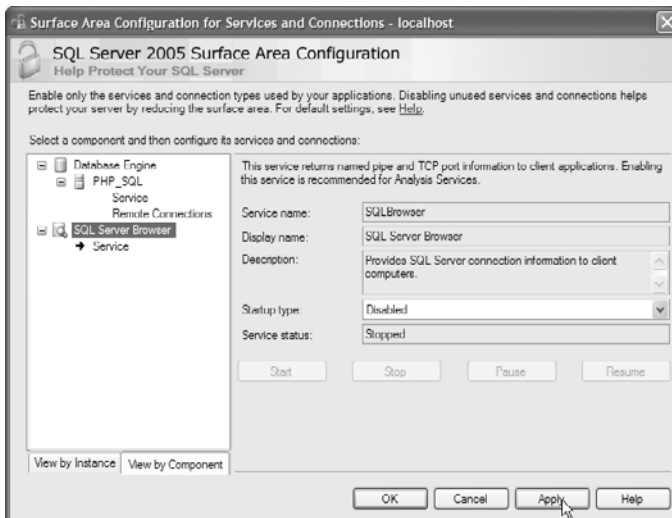 Surface Area Configuration for Services and Connections - localhost
SQL Server 2005 Surface Area Configuration
Help Protect Your SQL Server
Enable only the services and connection types used by your applications. Disabling unused services and connections helps
protect your server by reducing the surface area. For default settings, see Help.
Select a component and then configure its services and connections:
Database Engine
PHP_SQL
Service
Remote Connections
SQL Server Browser
Service
View by Instance
View by Component
This service returns named pipe and TCP port information to client applications. Enabling
this service is recommended for Analysis Services.
Service name: SQLBrowser
Display name: SQL Server Browser
Description: Provides SQL Server connection information to client
computers.
Startup type: Disabled
Service status: Stopped
Start Stop Pause Resume
OK Cancel Apply Help